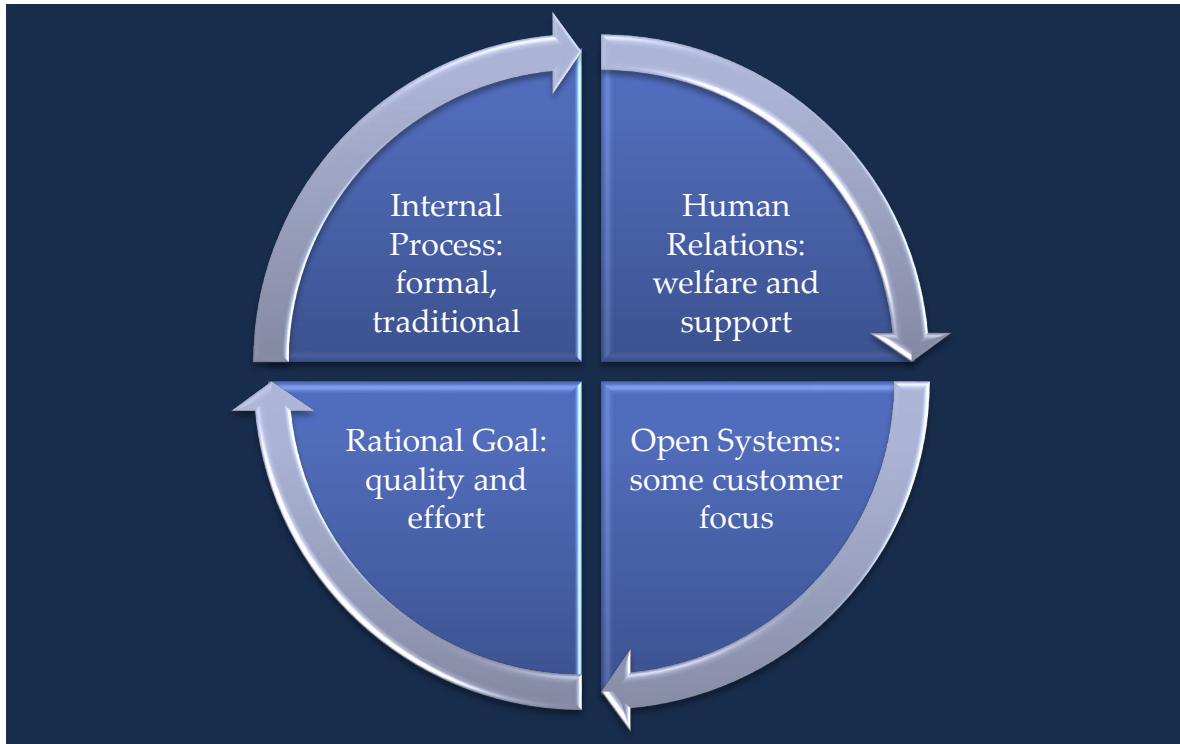 Internal
Process:
formal,
traditional
Human
Relations:
welfare and
support
Rational Goal:
quality and
effort
Open Systems:
some customer
focus